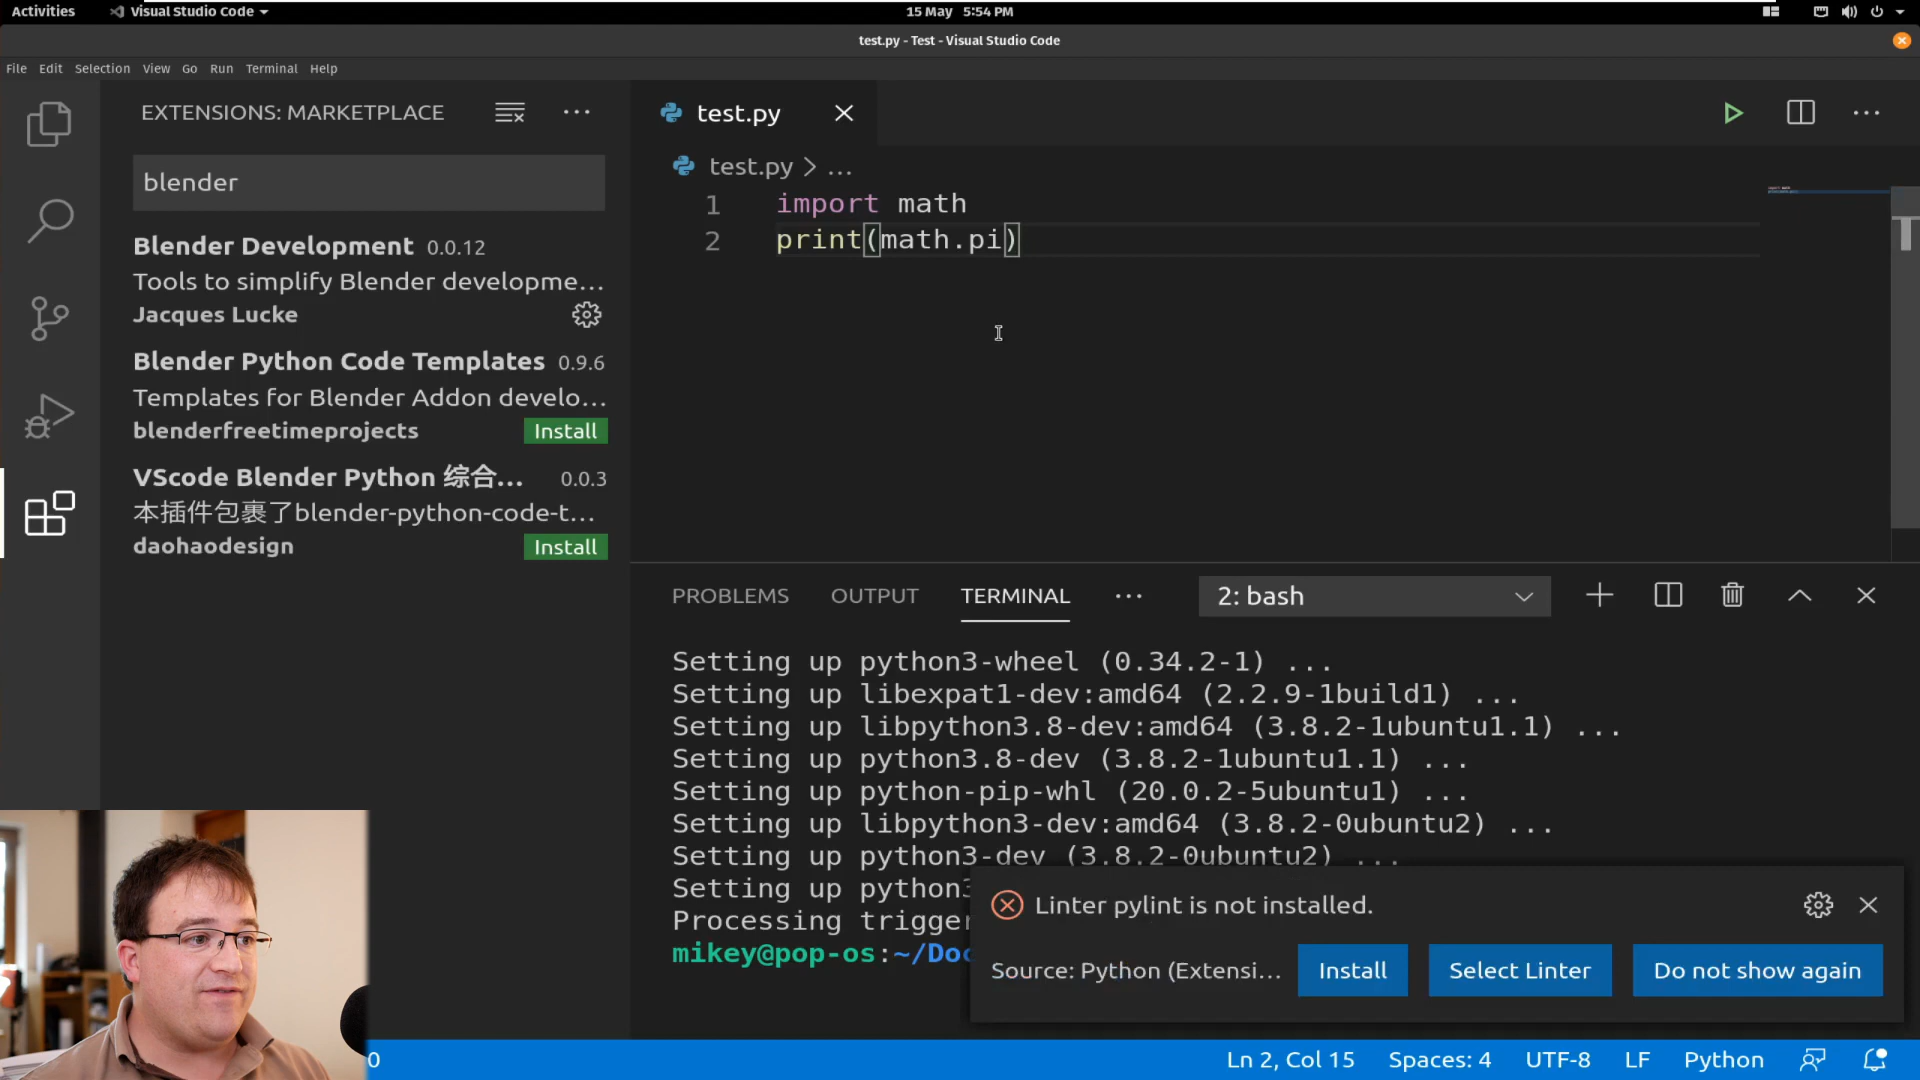 Activities
Visual Studio Code
15 May 5:54 PM
test.py - Test - Visual Studio Code
File Edit Selection View Go Run Terminal Help
EXTENSIONS: MARKETPLACE
blender
Blender Development 0.0.12
Tools to simplify Blender developme...
Jacques Lucke
Blender Python Code Templates 0.9.6
Templates for Blender Addon develo...
blenderfreetimeprojects
Install
VScode Blender Python 综合... 0.0.3
本插件包裹了blender-python-code-t...
daohaodesign
Install
test.py
test.py > ...
1 import math
2 print(math.pi)
PROBLEMS OUTPUT TERMINAL ... 2: bash
Setting up python3-wheel (0.34.2-1) ...
Setting up libexpat1-dev:amd64 (2.2.9-1build1) ...
Setting up libpython3.8-dev:amd64 (3.8.2-1ubuntu1.1) ...
Setting up python3.8-dev (3.8.2-1ubuntu1.1) ...
Setting up python-pip-whl (20.0.2-5ubuntu1) ...
Setting up libpython3-dev:amd64 (3.8.2-0ubuntu2) ...
Setting up python3-dev (3.8.2-0ubuntu2) ...
Setting up python3
Processing trigger
mikey@pop-os:~/Doc
Linter pylint is not installed.
Source: Python (Extensi...
Install
Select Linter
Do not show again
0
Ln 2, Col 15 Spaces: 4 UTF-8 LF Python